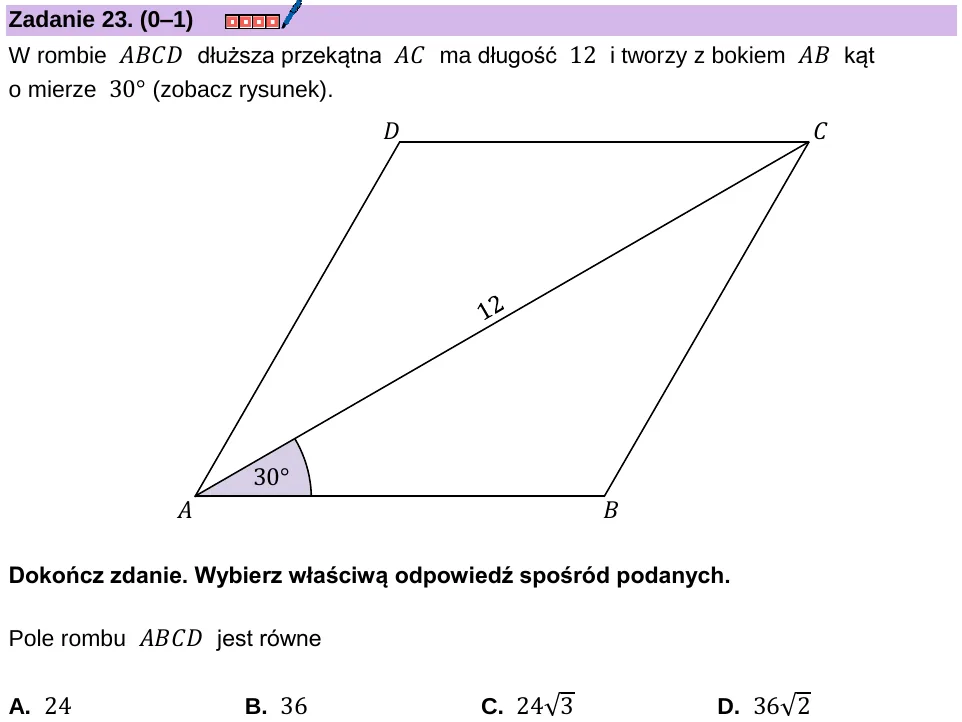 Zadanie 23. (0–1)
W rombie ABCD dłuższa przekątna AC ma długość 12 i tworzy z bokiem AB kąt
o mierze 30° (zobacz rysunek).
D
C
12
30°
A
B
Dokończ zdanie. Wybierz właściwą odpowiedź spośród podanych.
Pole rombu ABCD jest równe
A. 24 B. 36 C. 24√3 D. 36√2